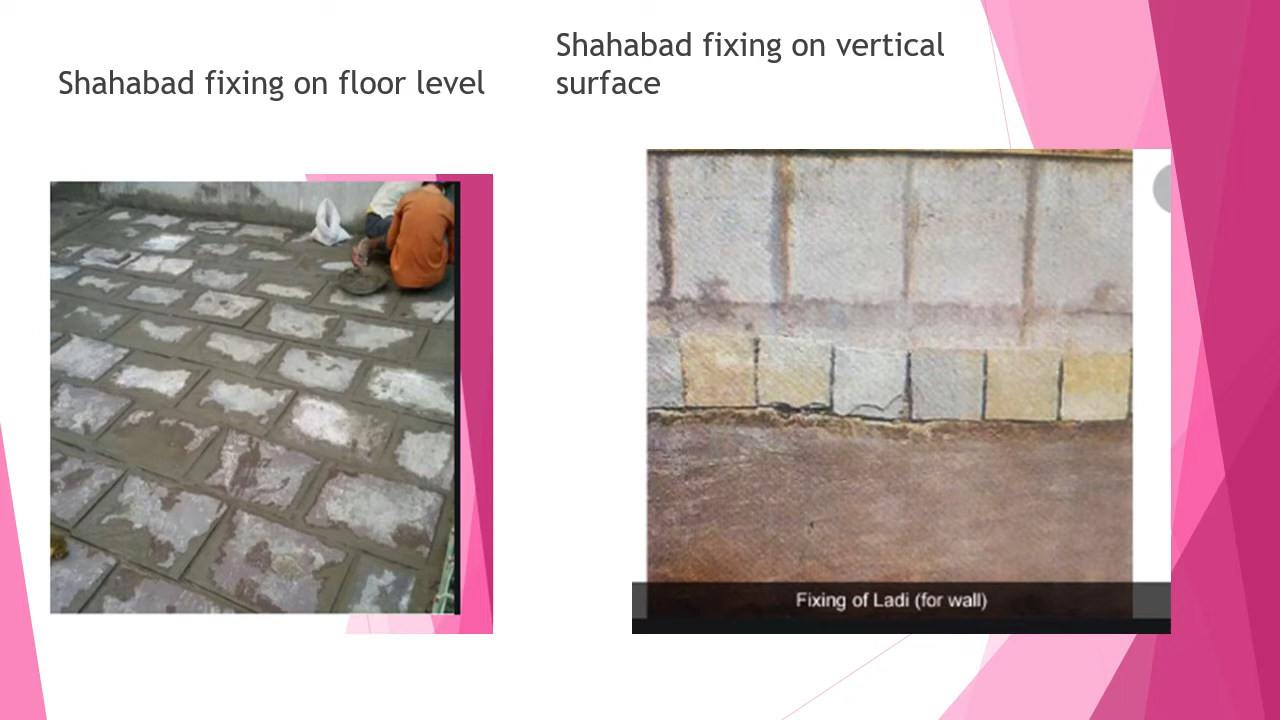 Shahabad fixing on floor level
Shahabad fixing on vertical
surface
Fixing of Ladi (for wall)